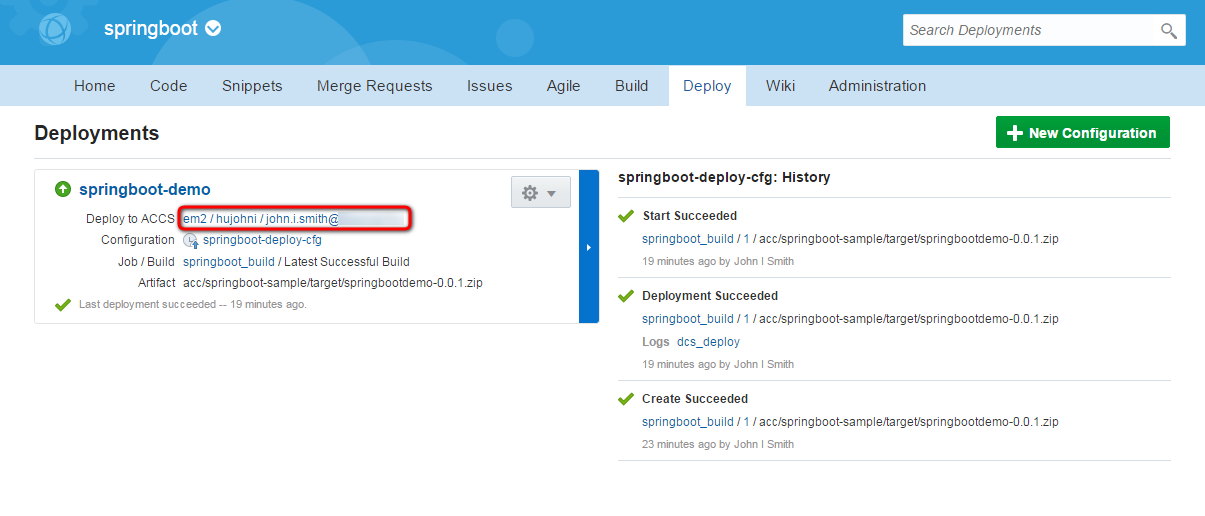 springboot
Search Deployments
Home Code Snippets Merge Requests Issues Agile Build Deploy Wiki Administration
Deployments
New Configuration
springboot-demo
Deploy to ACCS em2 / hujohni / john.i.smith@
Configuration springboot-deploy-cfg
Job / Build springboot_build / Latest Successful Build
Artifact acc/springboot-sample/target/springbootdemo-0.0.1.zip
Last deployment succeeded -- 19 minutes ago.
springboot-deploy-cfg: History
Start Succeeded
springboot_build / 1 / acc/springboot-sample/target/springbootdemo-0.0.1.zip
19 minutes ago by John I Smith
Deployment Succeeded
springboot_build / 1 / acc/springboot-sample/target/springbootdemo-0.0.1.zip
Logs dcs_deploy
19 minutes ago by John I Smith
Create Succeeded
springboot_build / 1 / acc/springboot-sample/target/springbootdemo-0.0.1.zip
23 minutes ago by John I Smith